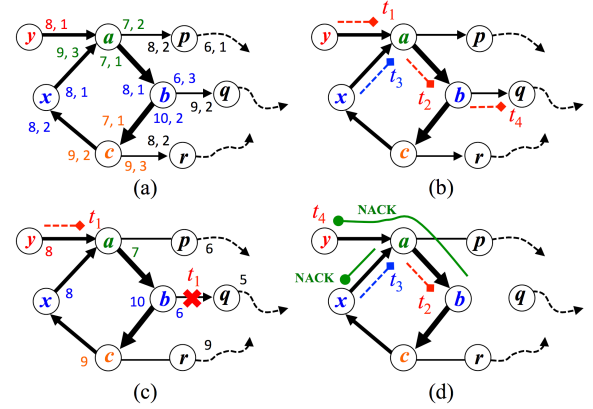 8, 1
7, 2
y
a
p
8, 2
6, 1
9, 3
7, 1
x
8, 1
8, 1
6, 3
b
q
9, 2
10, 2
8, 2
7, 1
9, 2
c
8, 2
r
9, 3
(a)
t1
y
a
p
t3
t2
x
b
q
t4
c
r
(b)
t1
y
8
a
p
6
7
t1
5
x
8
10
b
6
q
9
c
r
9
(c)
t4
NACK
y
a
p
NACK
t3
t2
x
b
q
c
r
(d)